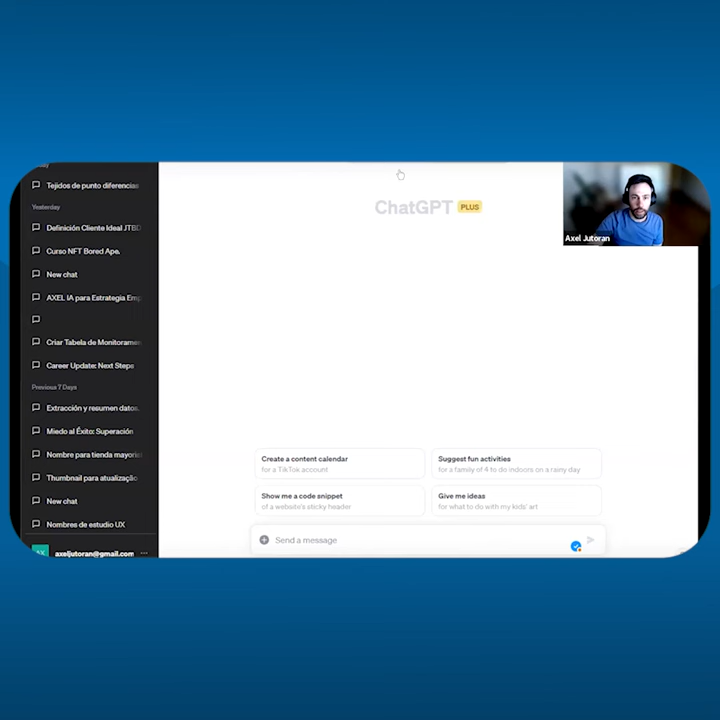 Tejidos de punto diferencias
Yesterday
Definición Cliente Ideal JTBD
Curso NFT Bored Ape.
New chat
AXEL IA para Estrategia Emp
Criar Tabela de Monitoramen
Career Update: Next Steps
Previous 7 Days
Extracción y resumen datos.
Miedo al Éxito: Superación
Nombre para tienda mayoris
Thumbnail para atualização
New chat
Nombres de estudio UX
AX axeljutoran@gmail.com ...
ChatGPT PLUS
Axel Jutoran
Create a content calendar
for a TikTok account
Suggest fun activities
for a family of 4 to do indoors on a rainy day
Show me a code snippet
of a website's sticky header
Give me ideas
for what to do with my kids' art
Send a message